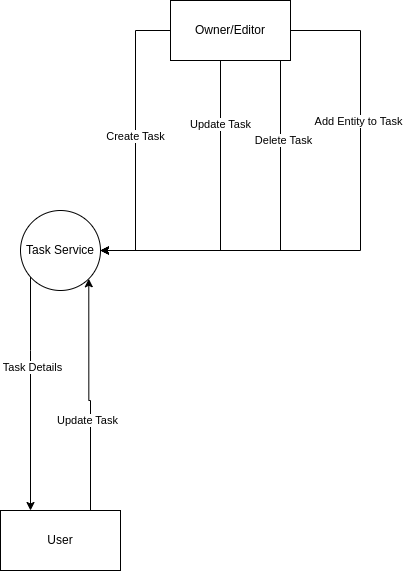 Owner/Editor
Create Task
Update Task
Delete Task
Add Entity to Task
Task Service
Task Details
Update Task
User